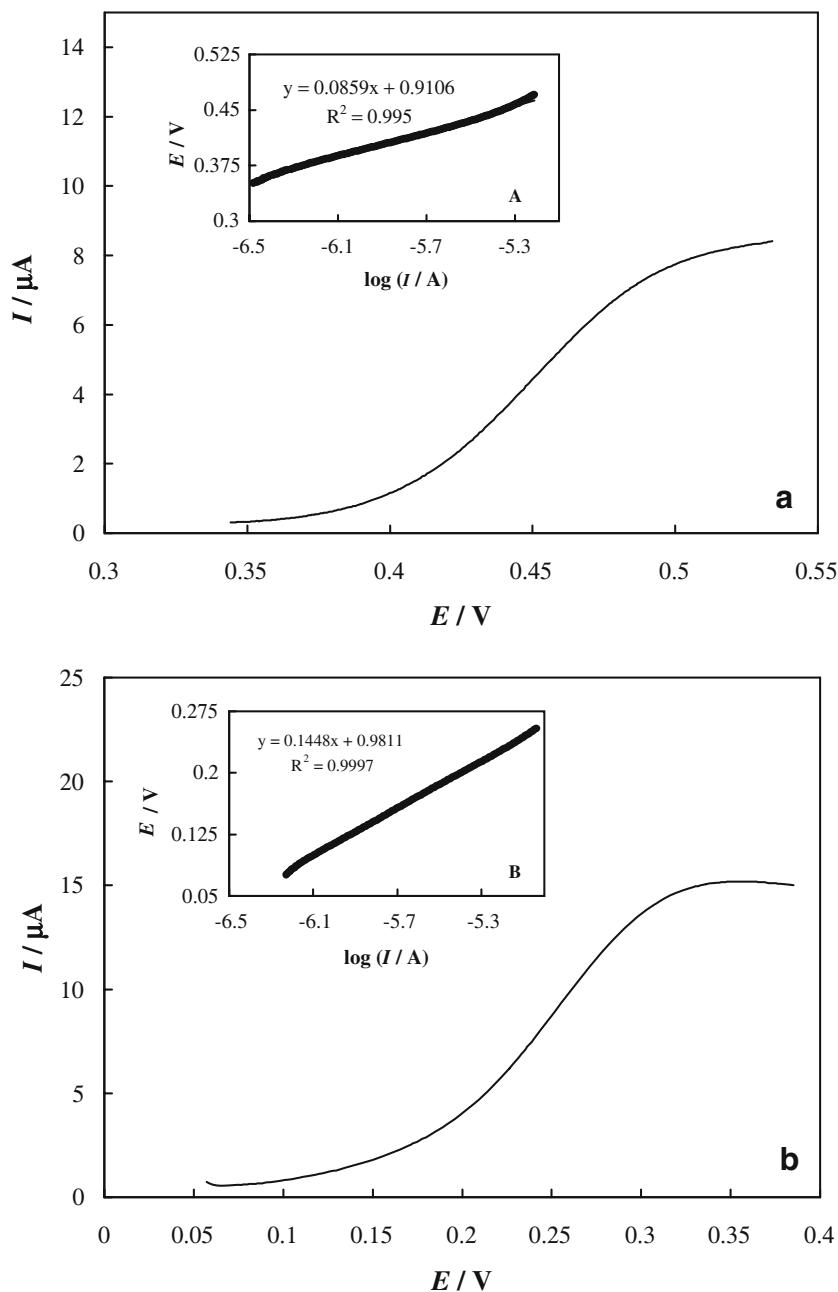 14
12
10
8
6
4
2
0
I / µA
0.3
0.35
0.4
0.45
0.5
0.55
E / V
a
0.525
0.45
0.375
0.3
E / V
y = 0.0859x + 0.9106
R² = 0.995
A
-6.5
-6.1
-5.7
-5.3
log (I / A)
25
20
15
10
5
0
I / µA
0
0.05
0.1
0.15
0.2
0.25
0.3
0.35
0.4
E / V
b
0.275
0.2
0.125
0.05
E / V
y = 0.1448x + 0.9811
R² = 0.9997
B
-6.5
-6.1
-5.7
-5.3
log (I / A)